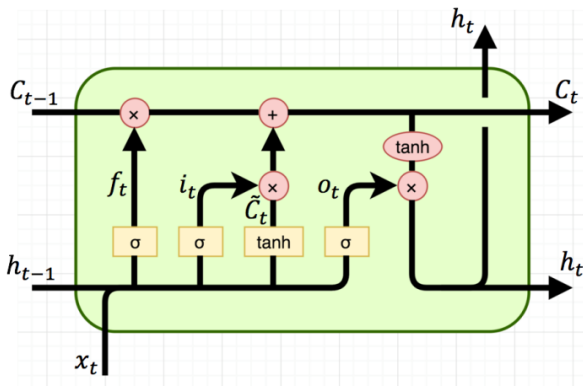 h_t
C_{t-1}
C_t
×
+
tanh
f_t
i_t
×
o_t
×
C̃_t
σ
σ
tanh
σ
h_{t-1}
h_t
x_t